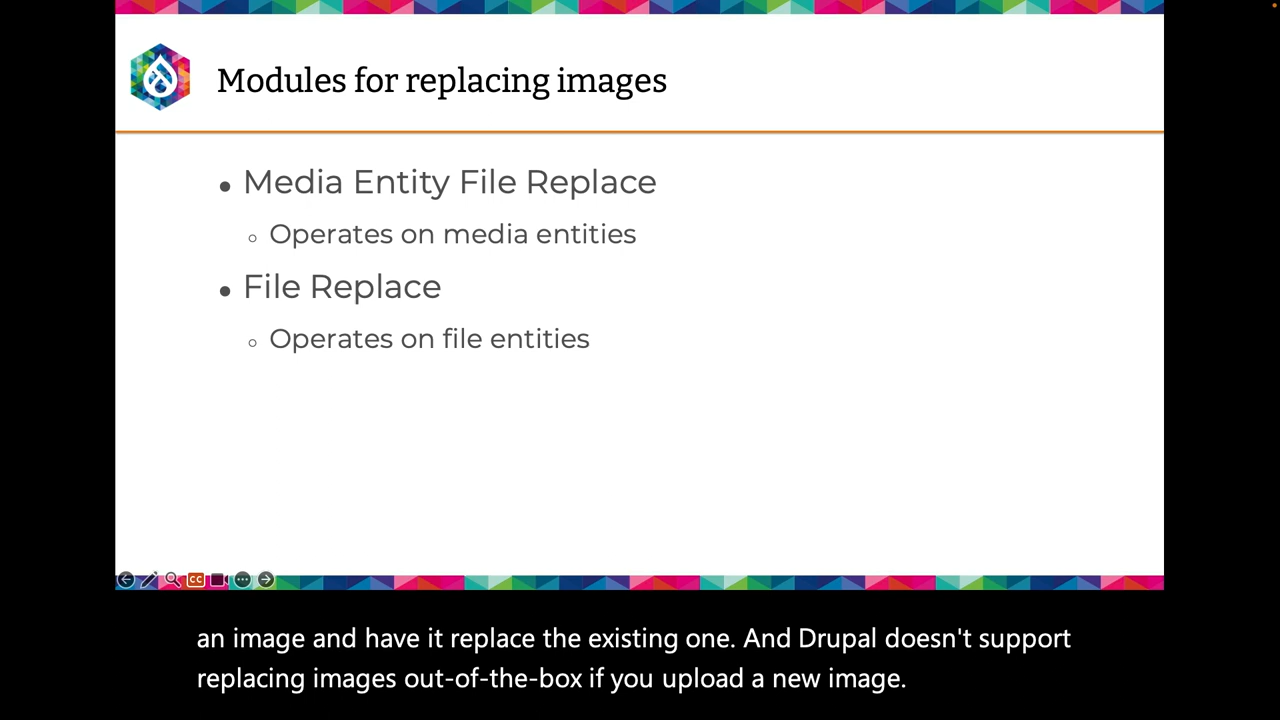 Modules for replacing images
● Media Entity File Replace
○ Operates on media entities
● File Replace
○ Operates on file entities
CC
an image and have it replace the existing one. And Drupal doesn't support
replacing images out-of-the-box if you upload a new image.